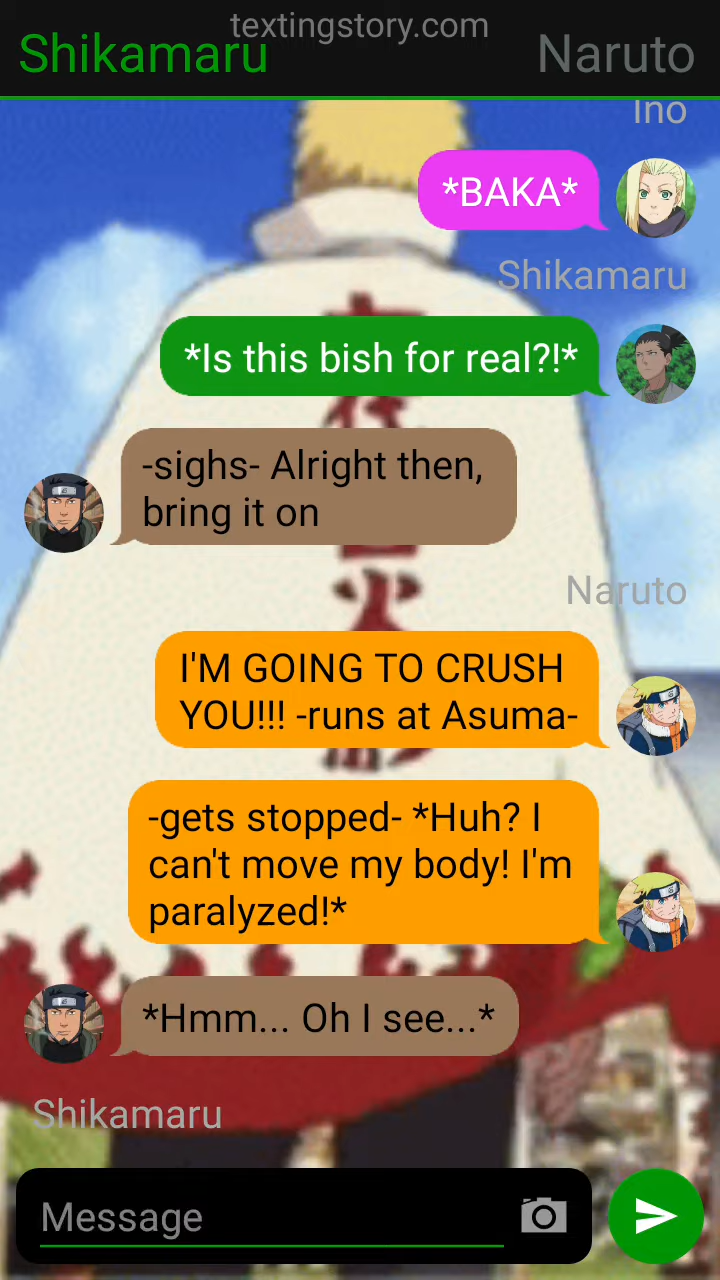 textingstory.com
Shikamaru
Naruto
Ino
*BAKA*
Shikamaru
*Is this bish for real?!*
-sighs- Alright then,
bring it on
Naruto
I'M GOING TO CRUSH
YOU!!! -runs at Asuma-
-gets stopped- *Huh? I
can't move my body! I'm
paralyzed!*
*Hmm... Oh I see...*
Shikamaru
Message